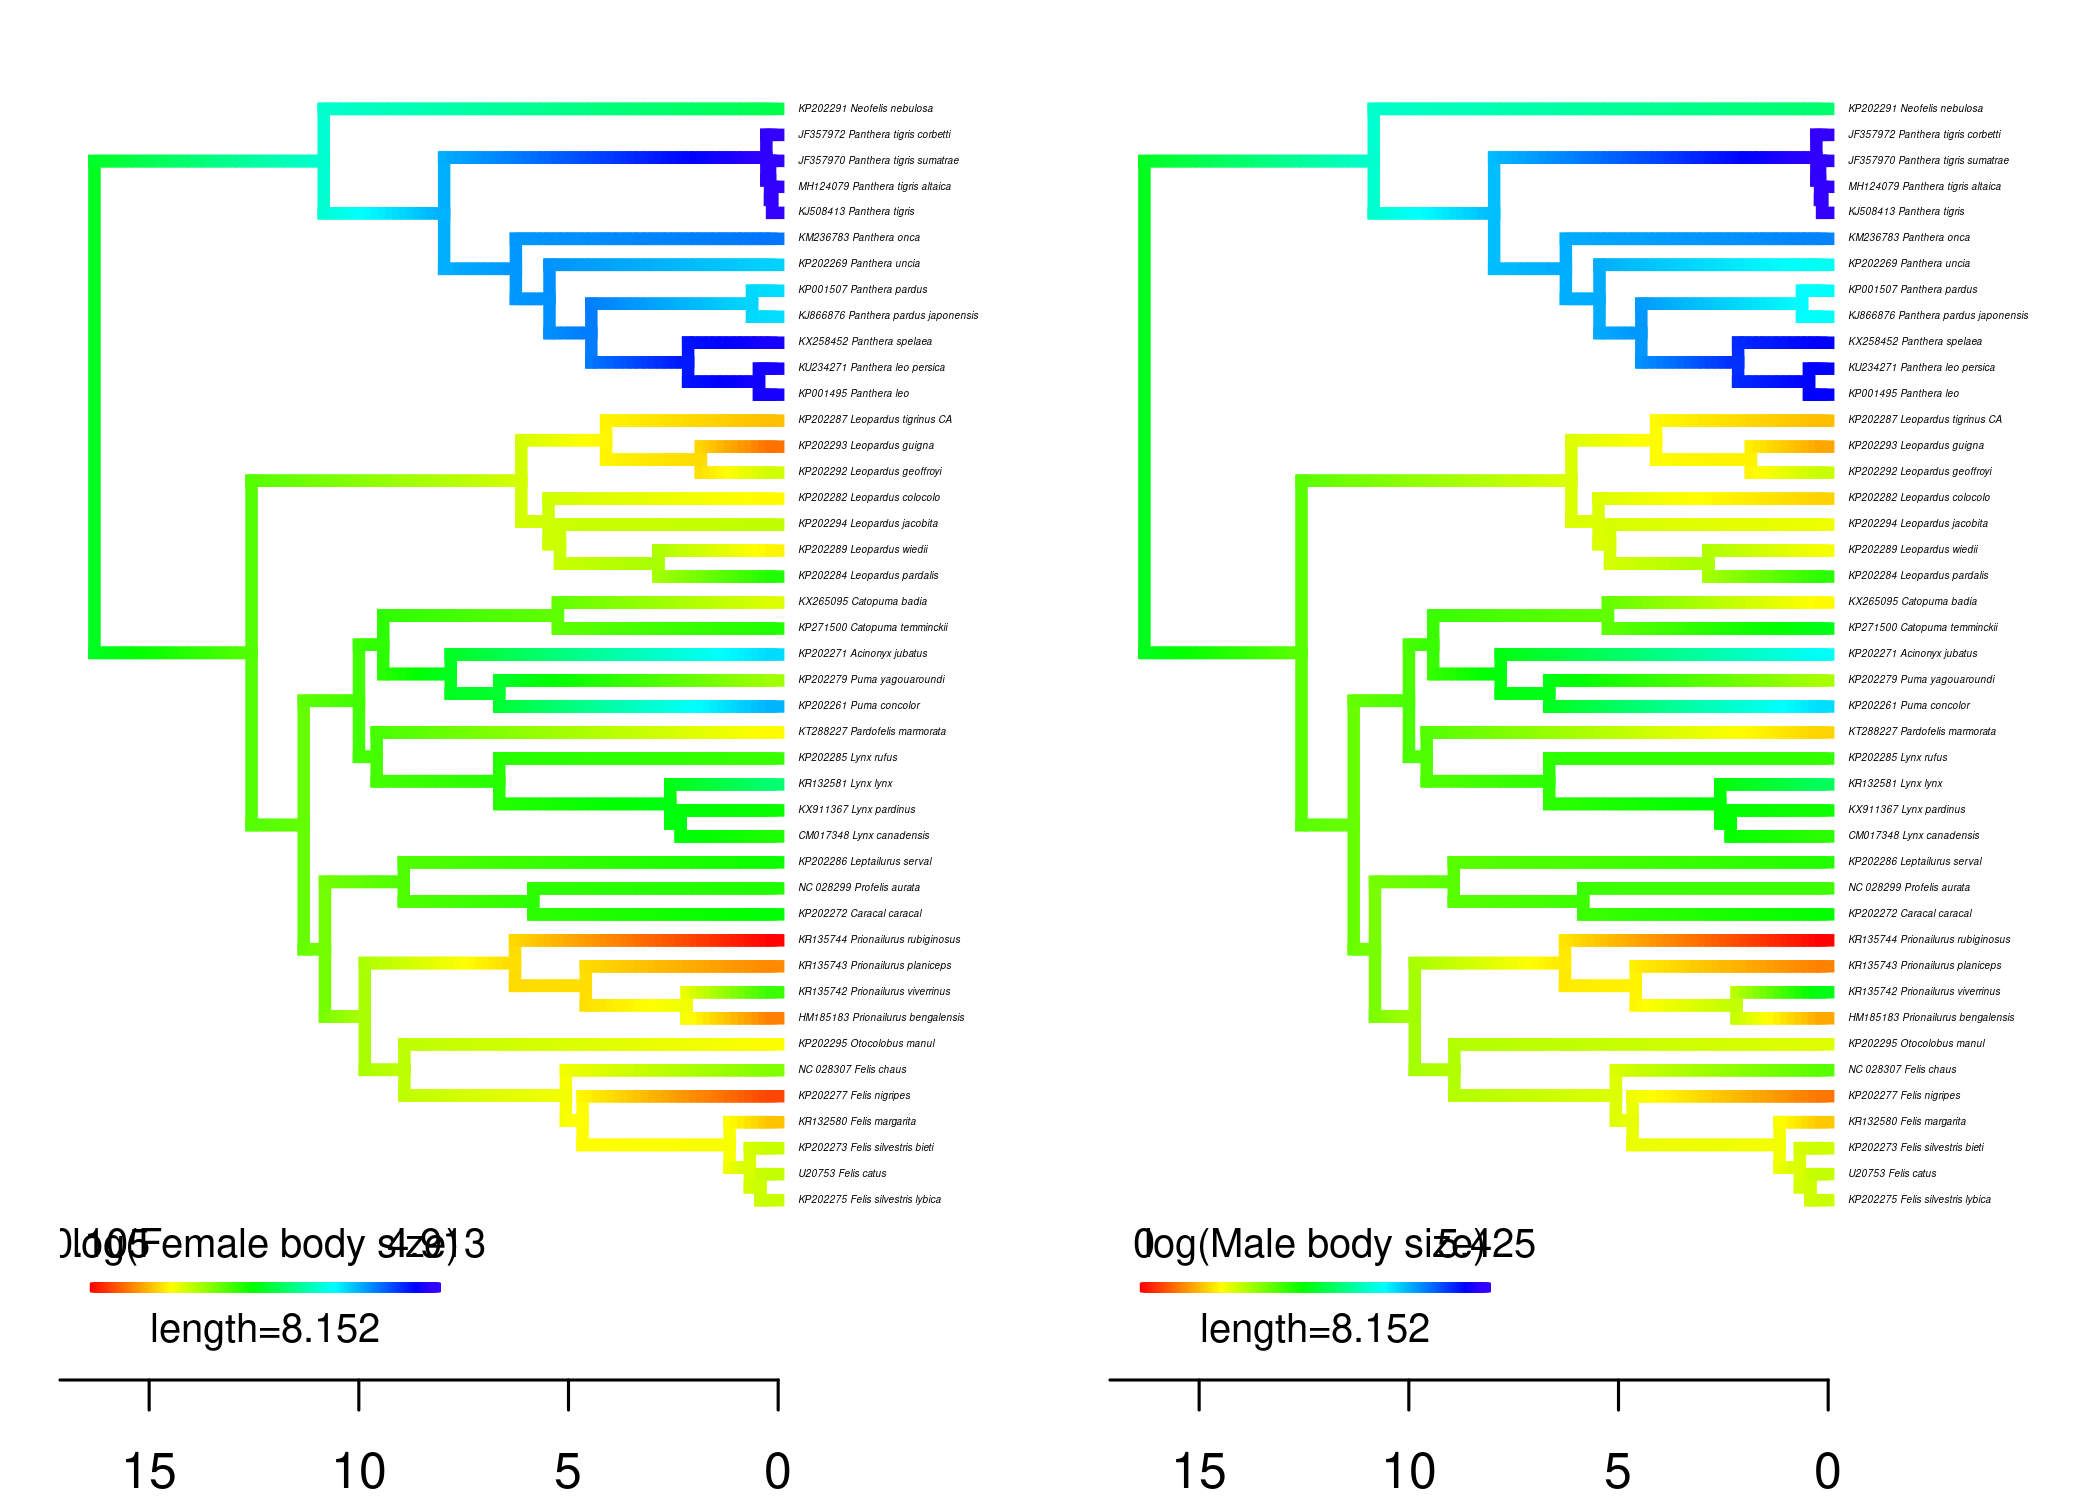 KP202291 Neofelis nebulosa
JF357972 Panthera tigris corbetti
JF357970 Panthera tigris sumatrae
MH124079 Panthera tigris altaica
KJ508413 Panthera tigris
KM236783 Panthera onca
KP202269 Panthera uncia
KP001507 Panthera pardus
KJ866876 Panthera pardus japonensis
KX258452 Panthera spelaea
KU234271 Panthera leo persica
KP001495 Panthera leo
KP202287 Leopardus tigrinus CA
KP202293 Leopardus guigna
KP202292 Leopardus geoffroyi
KP202282 Leopardus colocolo
KP202294 Leopardus jacobita
KP202289 Leopardus wiedii
KP202284 Leopardus pardalis
KX265095 Catopuma badia
KP271500 Catopuma temminckii
KP202271 Acinonyx jubatus
KP202279 Puma yagouaroundi
KP202261 Puma concolor
KT288227 Pardofelis marmorata
KP202285 Lynx rufus
KR132581 Lynx lynx
KX911367 Lynx pardinus
CM017348 Lynx canadensis
KP202286 Leptailurus serval
NC 028299 Profelis aurata
KP202272 Caracal caracal
KR135744 Prionailurus rubiginosus
KR135743 Prionailurus planiceps
KR135742 Prionailurus viverrinus
HM185183 Prionailurus bengalensis
KP202295 Otocolobus manul
NC 028307 Felis chaus
KP202277 Felis nigripes
KR132580 Felis margarita
KP202273 Felis silvestris bieti
U20753 Felis catus
KP202275 Felis silvestris lybica
0.105 log(Female body size) 4.913
length=8.152
15 10 5 0
KP202291 Neofelis nebulosa
JF357972 Panthera tigris corbetti
JF357970 Panthera tigris sumatrae
MH124079 Panthera tigris altaica
KJ508413 Panthera tigris
KM236783 Panthera onca
KP202269 Panthera uncia
KP001507 Panthera pardus
KJ866876 Panthera pardus japonensis
KX258452 Panthera spelaea
KU234271 Panthera leo persica
KP001495 Panthera leo
KP202287 Leopardus tigrinus CA
KP202293 Leopardus guigna
KP202292 Leopardus geoffroyi
KP202282 Leopardus colocolo
KP202294 Leopardus jacobita
KP202289 Leopardus wiedii
KP202284 Leopardus pardalis
KX265095 Catopuma badia
KP271500 Catopuma temminckii
KP202271 Acinonyx jubatus
KP202279 Puma yagouaroundi
KP202261 Puma concolor
KT288227 Pardofelis marmorata
KP202285 Lynx rufus
KR132581 Lynx lynx
KX911367 Lynx pardinus
CM017348 Lynx canadensis
KP202286 Leptailurus serval
NC 028299 Profelis aurata
KP202272 Caracal caracal
KR135744 Prionailurus rubiginosus
KR135743 Prionailurus planiceps
KR135742 Prionailurus viverrinus
HM185183 Prionailurus bengalensis
KP202295 Otocolobus manul
NC 028307 Felis chaus
KP202277 Felis nigripes
KR132580 Felis margarita
KP202273 Felis silvestris bieti
U20753 Felis catus
KP202275 Felis silvestris lybica
0 log(Male body size) 5.425
length=8.152
15 10 5 0